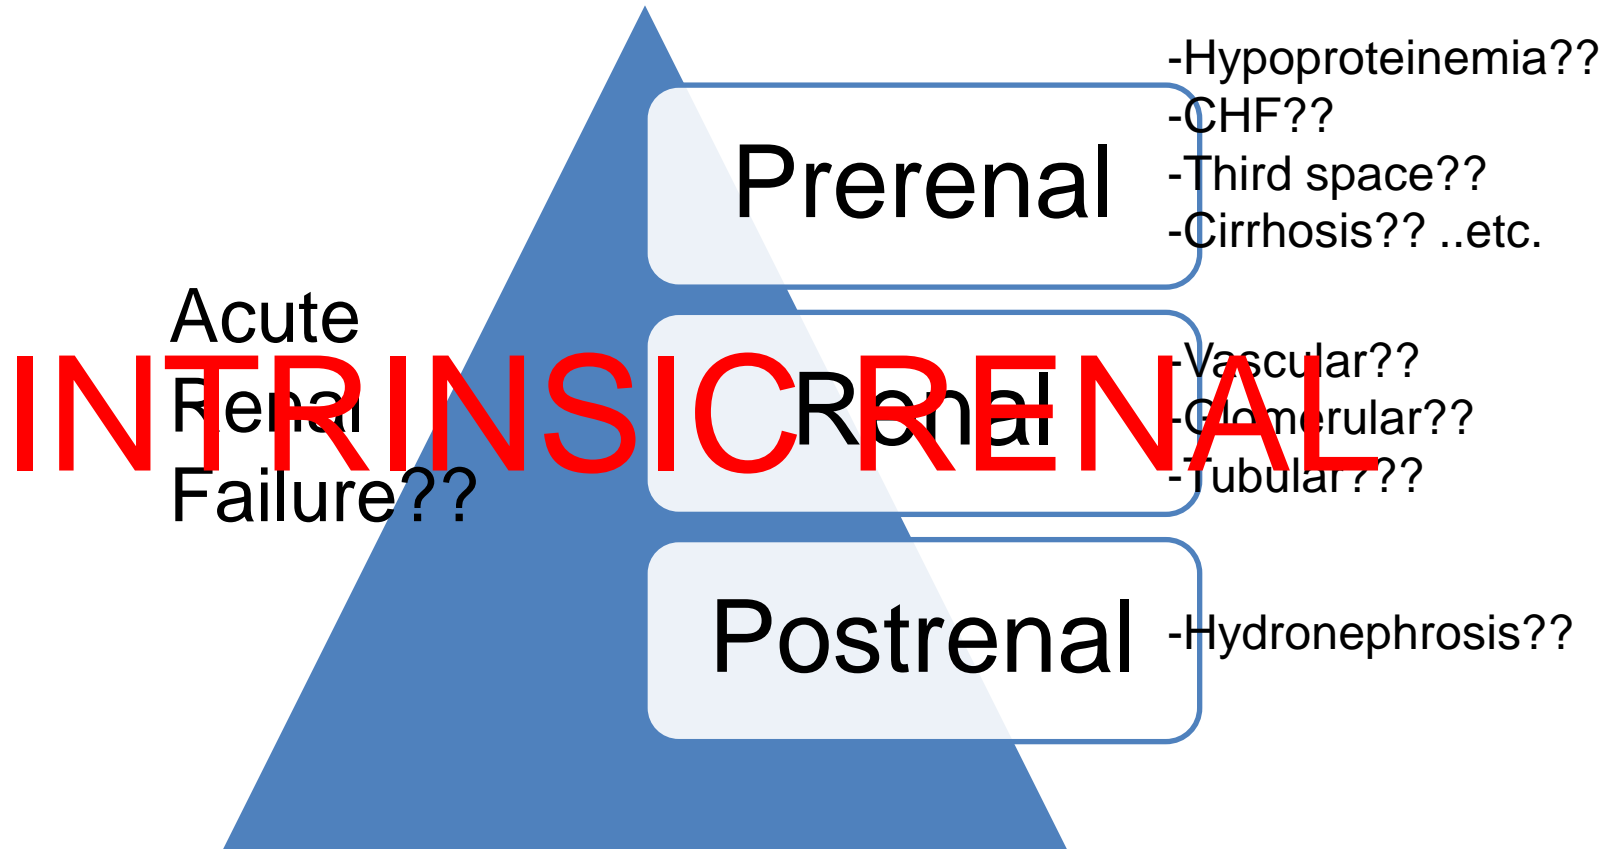 Acute
Renal
Failure??
INTRINSIC RENAL
Prerenal
-Hypoproteinemia??
-CHF??
-Third space??
-Cirrhosis?? ..etc.
Renal
-Vascular??
-Glomerular??
-Tubular???
Postrenal
-Hydronephrosis??